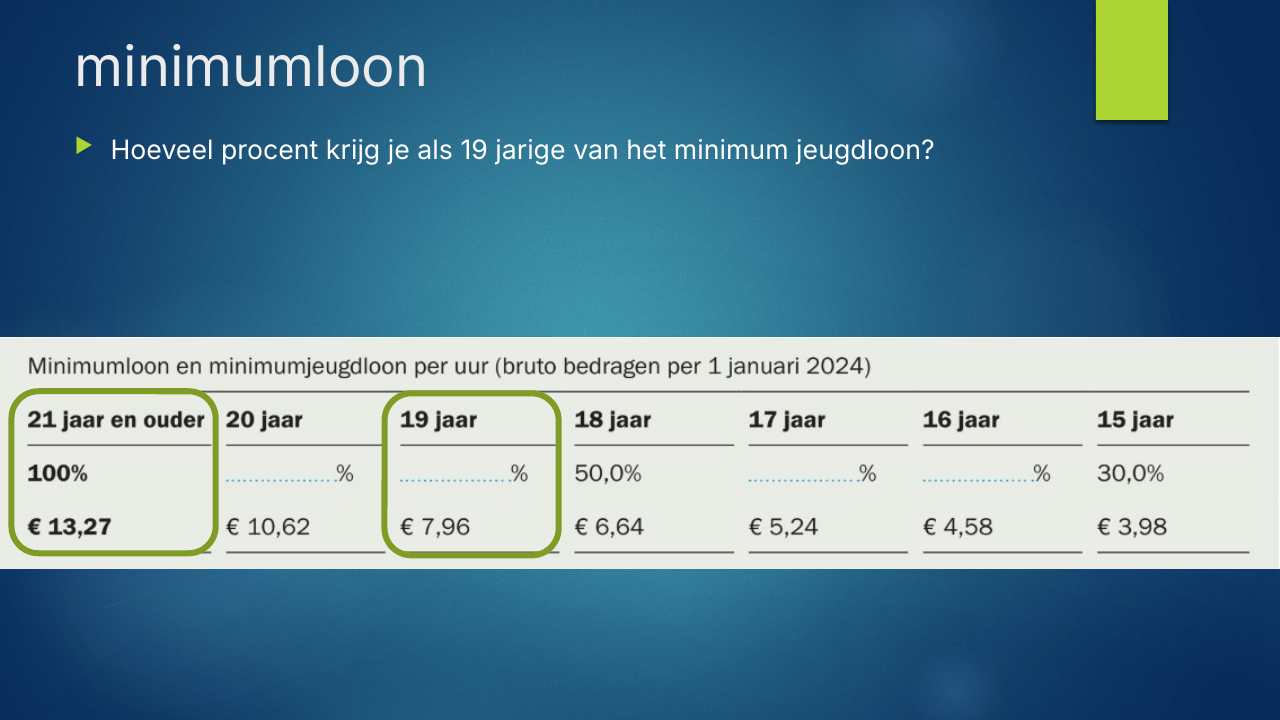 minimumloon
Hoeveel procent krijg je als 19 jarige van het minimum jeugdloon?
Minimumloon en minimumjeugdloon per uur (bruto bedragen per 1 januari 2024)
21 jaar en ouder 20 jaar 19 jaar 18 jaar 17 jaar 16 jaar 15 jaar
100% ...................% ...................% 50,0% ...................% ...................% 30,0%
€ 13,27 € 10,62 € 7,96 € 6,64 € 5,24 € 4,58 € 3,98